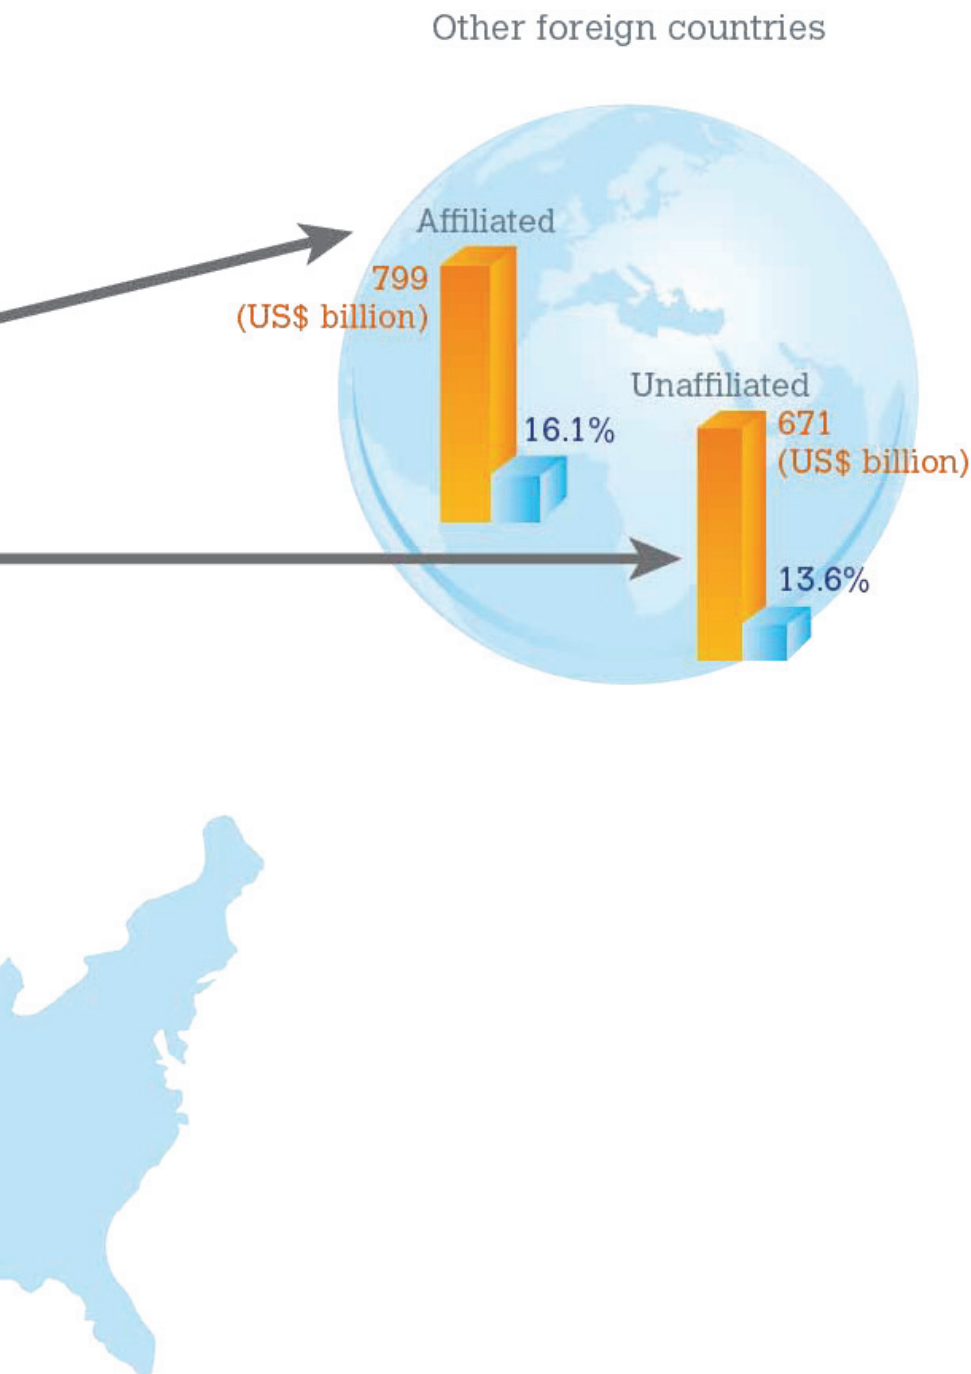 Other foreign countries
Affiliated
799
(US$ billion)
16.1%
Unaffiliated
671
(US$ billion)
13.6%